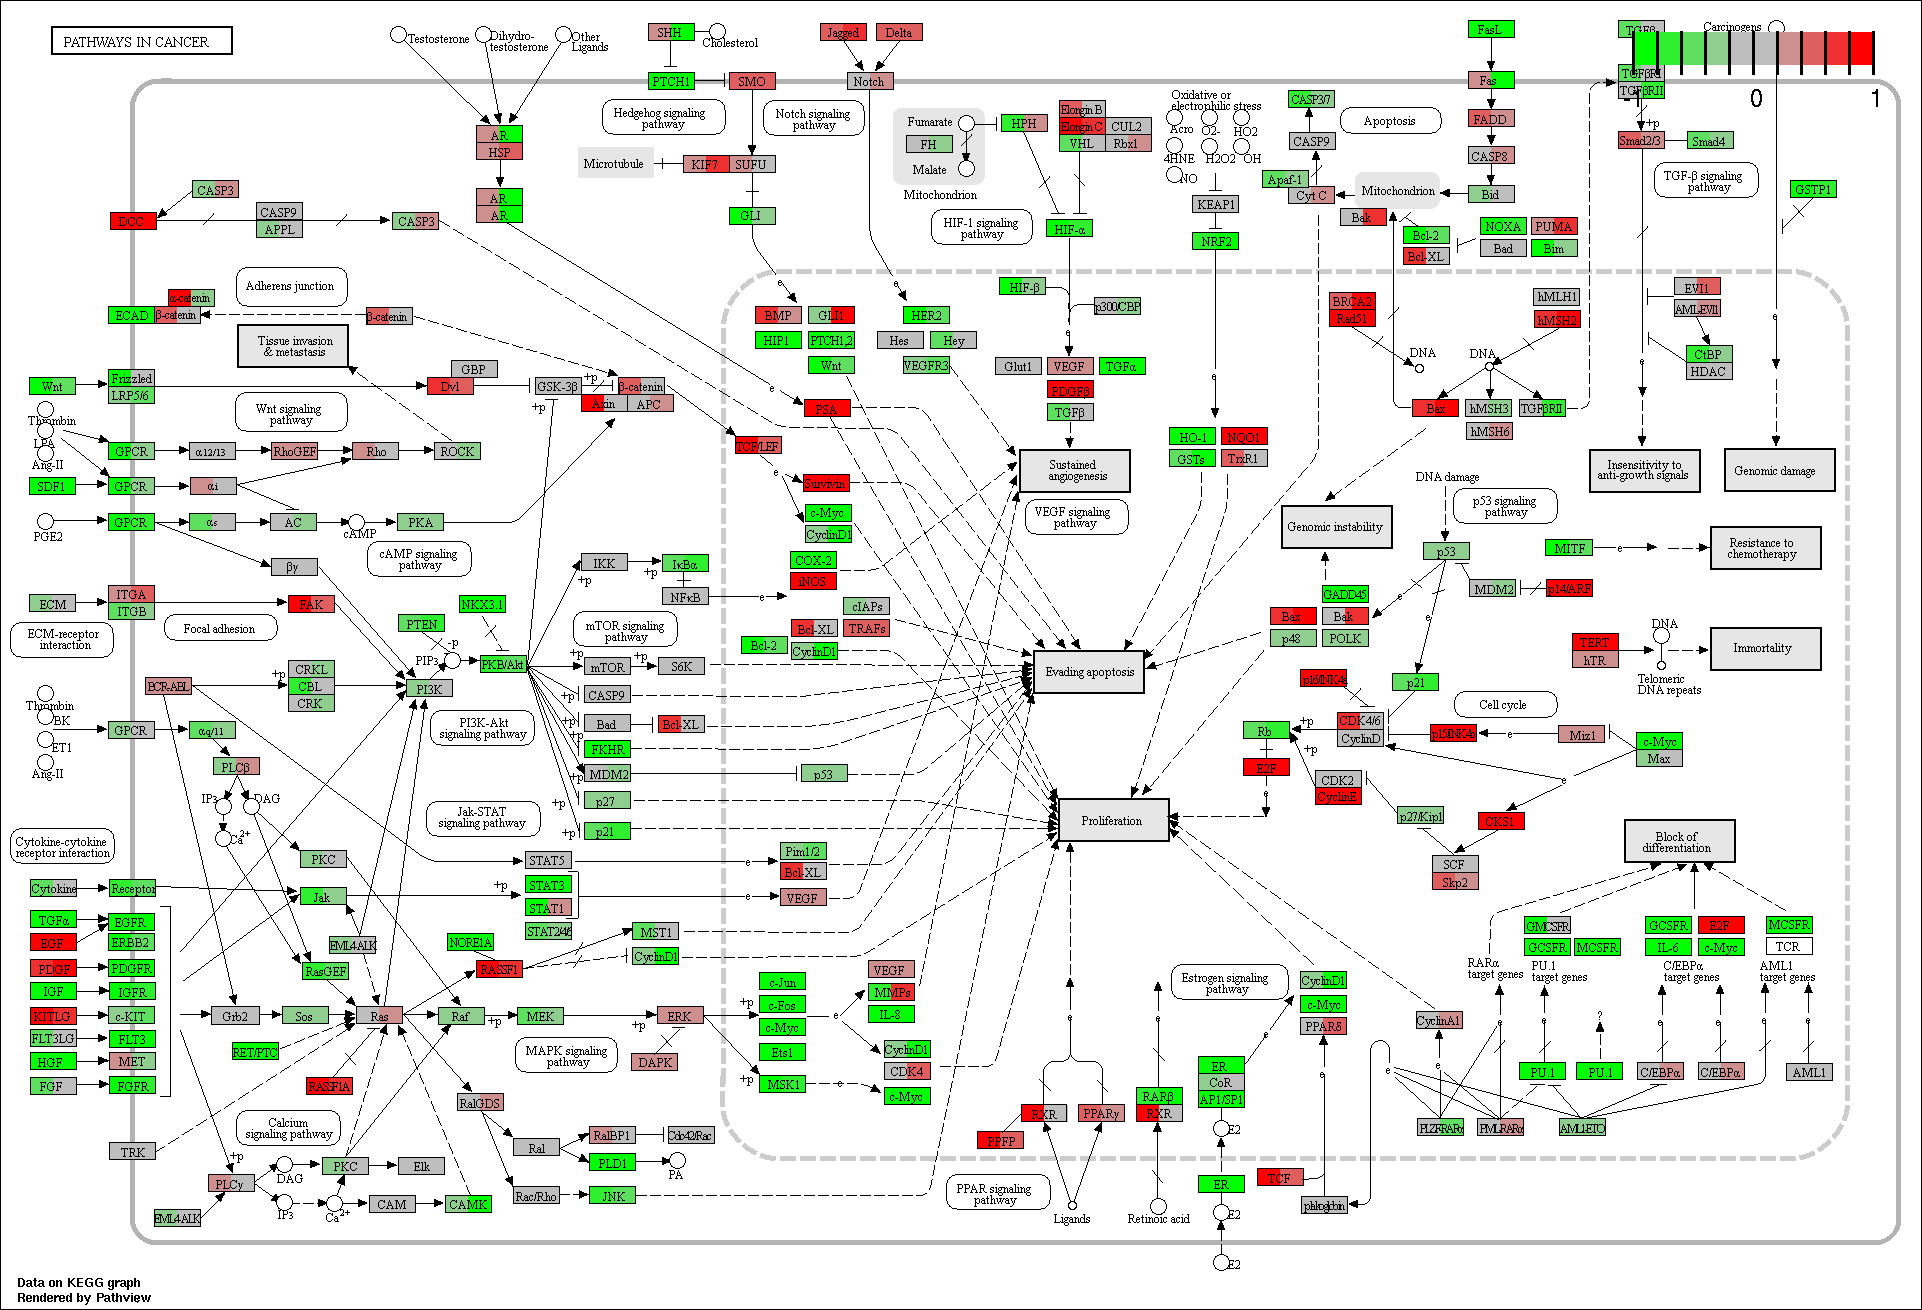 PATHWAYS IN CANCER
Testosterone
Dihydro-
testosterone
Other
Ligands
SHH
Cholesterol
Jagged
Delta
FasL
Carcinogens
PTCH1
SMO
Notch
Fas
TGFβRI
TGFβRII
-1
0
1
Hedgehog signaling
pathway
Notch signaling
pathway
Fumarate
FH
Malate
Mitochondrion
HPH
Elongin B
Elongin C
CUL2
VHL
Rbx1
Oxidative or
electrophilic stress
Acro
O2-
HO2
4HNE
H2O2
OH
NO
CASP3/7
CASP9
Apoptosis
FADD
CASP8
+p
Smad2/3
Smad4
TGF-β signaling
pathway
GSTP1
AR
HSP
AR
AR
Microtubule
KIF7
SUFU
GLI
HIF-1 signaling
pathway
HIF-α
KEAP1
NRF2
Apaf-1
Cyt C
Mitochondrion
Bid
Bak
Bcl-2
Bcl-XL
NOXA
PUMA
Bad
Bim
CASP3
DCC
CASP9
APPL
CASP3
Adherens junction
α-catenin
ECAD
β-catenin
β-catenin
Tissue invasion
& metastasis
HIF-β
p300/CBP
BMP
GLI1
HER2
HIP1
PTCH1,2
Hes
Hey
Wnt
VEGFR3
Glut1
VEGF
TGFα
PDGFβ
TGFβ
BRCA2
Rad51
hMLH1
hMSH2
DNA
DNA
EVI1
AML-EVI1
CtBP
HDAC
Bax
hMSH3
TGFβRII
hMSH6
Wnt
Frizzled
LRP5/6
Dvl
GBP
GSK-3β
+p
+p
β-catenin
Axin
APC
Wnt signaling
pathway
PSA
TCF/LEF
Thrombin
LPA
Ang-II
GPCR
α12/13
RhoGEF
Rho
ROCK
SDF1
GPCR
αi
PGE2
GPCR
αs
AC
cAMP
PKA
cAMP signaling
pathway
βγ
Survivin
c-Myc
CyclinD1
COX-2
iNOS
Sustained
angiogenesis
VEGF signaling
pathway
HO-1
NQO1
GSTs
TrxR1
Genomic instability
DNA damage
p53 signaling
pathway
Insensitivity to
anti-growth signals
Genomic damage
p53
MITF
Resistance to
chemotherapy
MDM2
p14/ARF
GADD45
Bax
Bak
p48
POLK
TERT
hTR
DNA
Telomeric
DNA repeats
Immortality
ECM
ITGA
ITGB
FAK
Focal adhesion
ECM-receptor
interaction
NKX3.1
PTEN
-p
PIP3
PKB/Akt
PI3K
PI3K-Akt
signaling pathway
IKK
+p
+p
IκBα
NFκB
mTOR signaling
pathway
+p
mTOR
+p
S6K
+p
CASP9
+p
Bad
Bcl-XL
+p
FKHR
+p
MDM2
p53
+p
p27
+p
p21
cIAPs
Bcl-XL
TRAFs
Bcl-2
CyclinD1
Evading apoptosis
BCR-ABL
+p
CRKL
CBL
CRK
Thrombin
BK
ET1
Ang-II
GPCR
αq/11
PLCβ
IP3
DAG
Ca2+
PKC
Jak-STAT
signaling pathway
Proliferation
p16/INK4a
p21
Cell cycle
Rb
+p
CDK4/6
CyclinD
p15/INK4b
Miz1
c-Myc
Max
E2F
+p
CDK2
CyclinE
p27/Kip1
CKS1
SCF
Skp2
Block of
differentiation
Cytokine-cytokine
receptor interaction
Cytokine
Receptor
Jak
+p
STAT5
STAT3
STAT1
STAT2/4/6
Pim1/2
Bcl-XL
VEGF
TGFα
EGFR
EGF
ERBB2
PDGF
PDGFR
IGF
IGFR
KITLG
c-KIT
FLT3LG
FLT3
HGF
MET
FGF
FGFR
EML4-ALK
RasGEF
NORE1A
RASSF1
MST1
CyclinD1
Grb2
Sos
Ras
Raf
+p
MEK
+p
ERK
+p
DAPK
MAPK signaling
pathway
RET/PTC
RASSF1A
c-Jun
c-Fos
c-Myc
Ets1
+p
MSK1
VEGF
MMPs
IL-8
CyclinD1
CDK4
c-Myc
Estrogen signaling
pathway
CyclinD1
c-Myc
PPARδ
ER
CoR
AP1/SP1
E2
ER
E2
E2
GMCSFR
GCSFR
MCSFR
GCSFR
E2F
IL-6
c-Myc
MCSFR
TCR
RARα
target genes
PU.1
target genes
C/EBPα
target genes
AML1
target genes
CyclinA1
?
PU.1
PU.1
C/EBPα
C/EBPα
AML1
PLZF-RARα
PML-RARα
AML1-ETO
Calcium
signaling pathway
RalGDS
Ral
RalBP1
Cdc42/Rac
PLD1
PA
Rac/Rho
JNK
TRK
+p
PLCγ
DAG
IP3
PKC
Elk
Ca2+
CAM
CAMK
EML4-ALK
RXR
PPARγ
PPFP
RARβ
RXR
PPAR signaling
pathway
Ligands
Retinoic acid
TCF
Data on KEGG graph
Rendered by Pathview